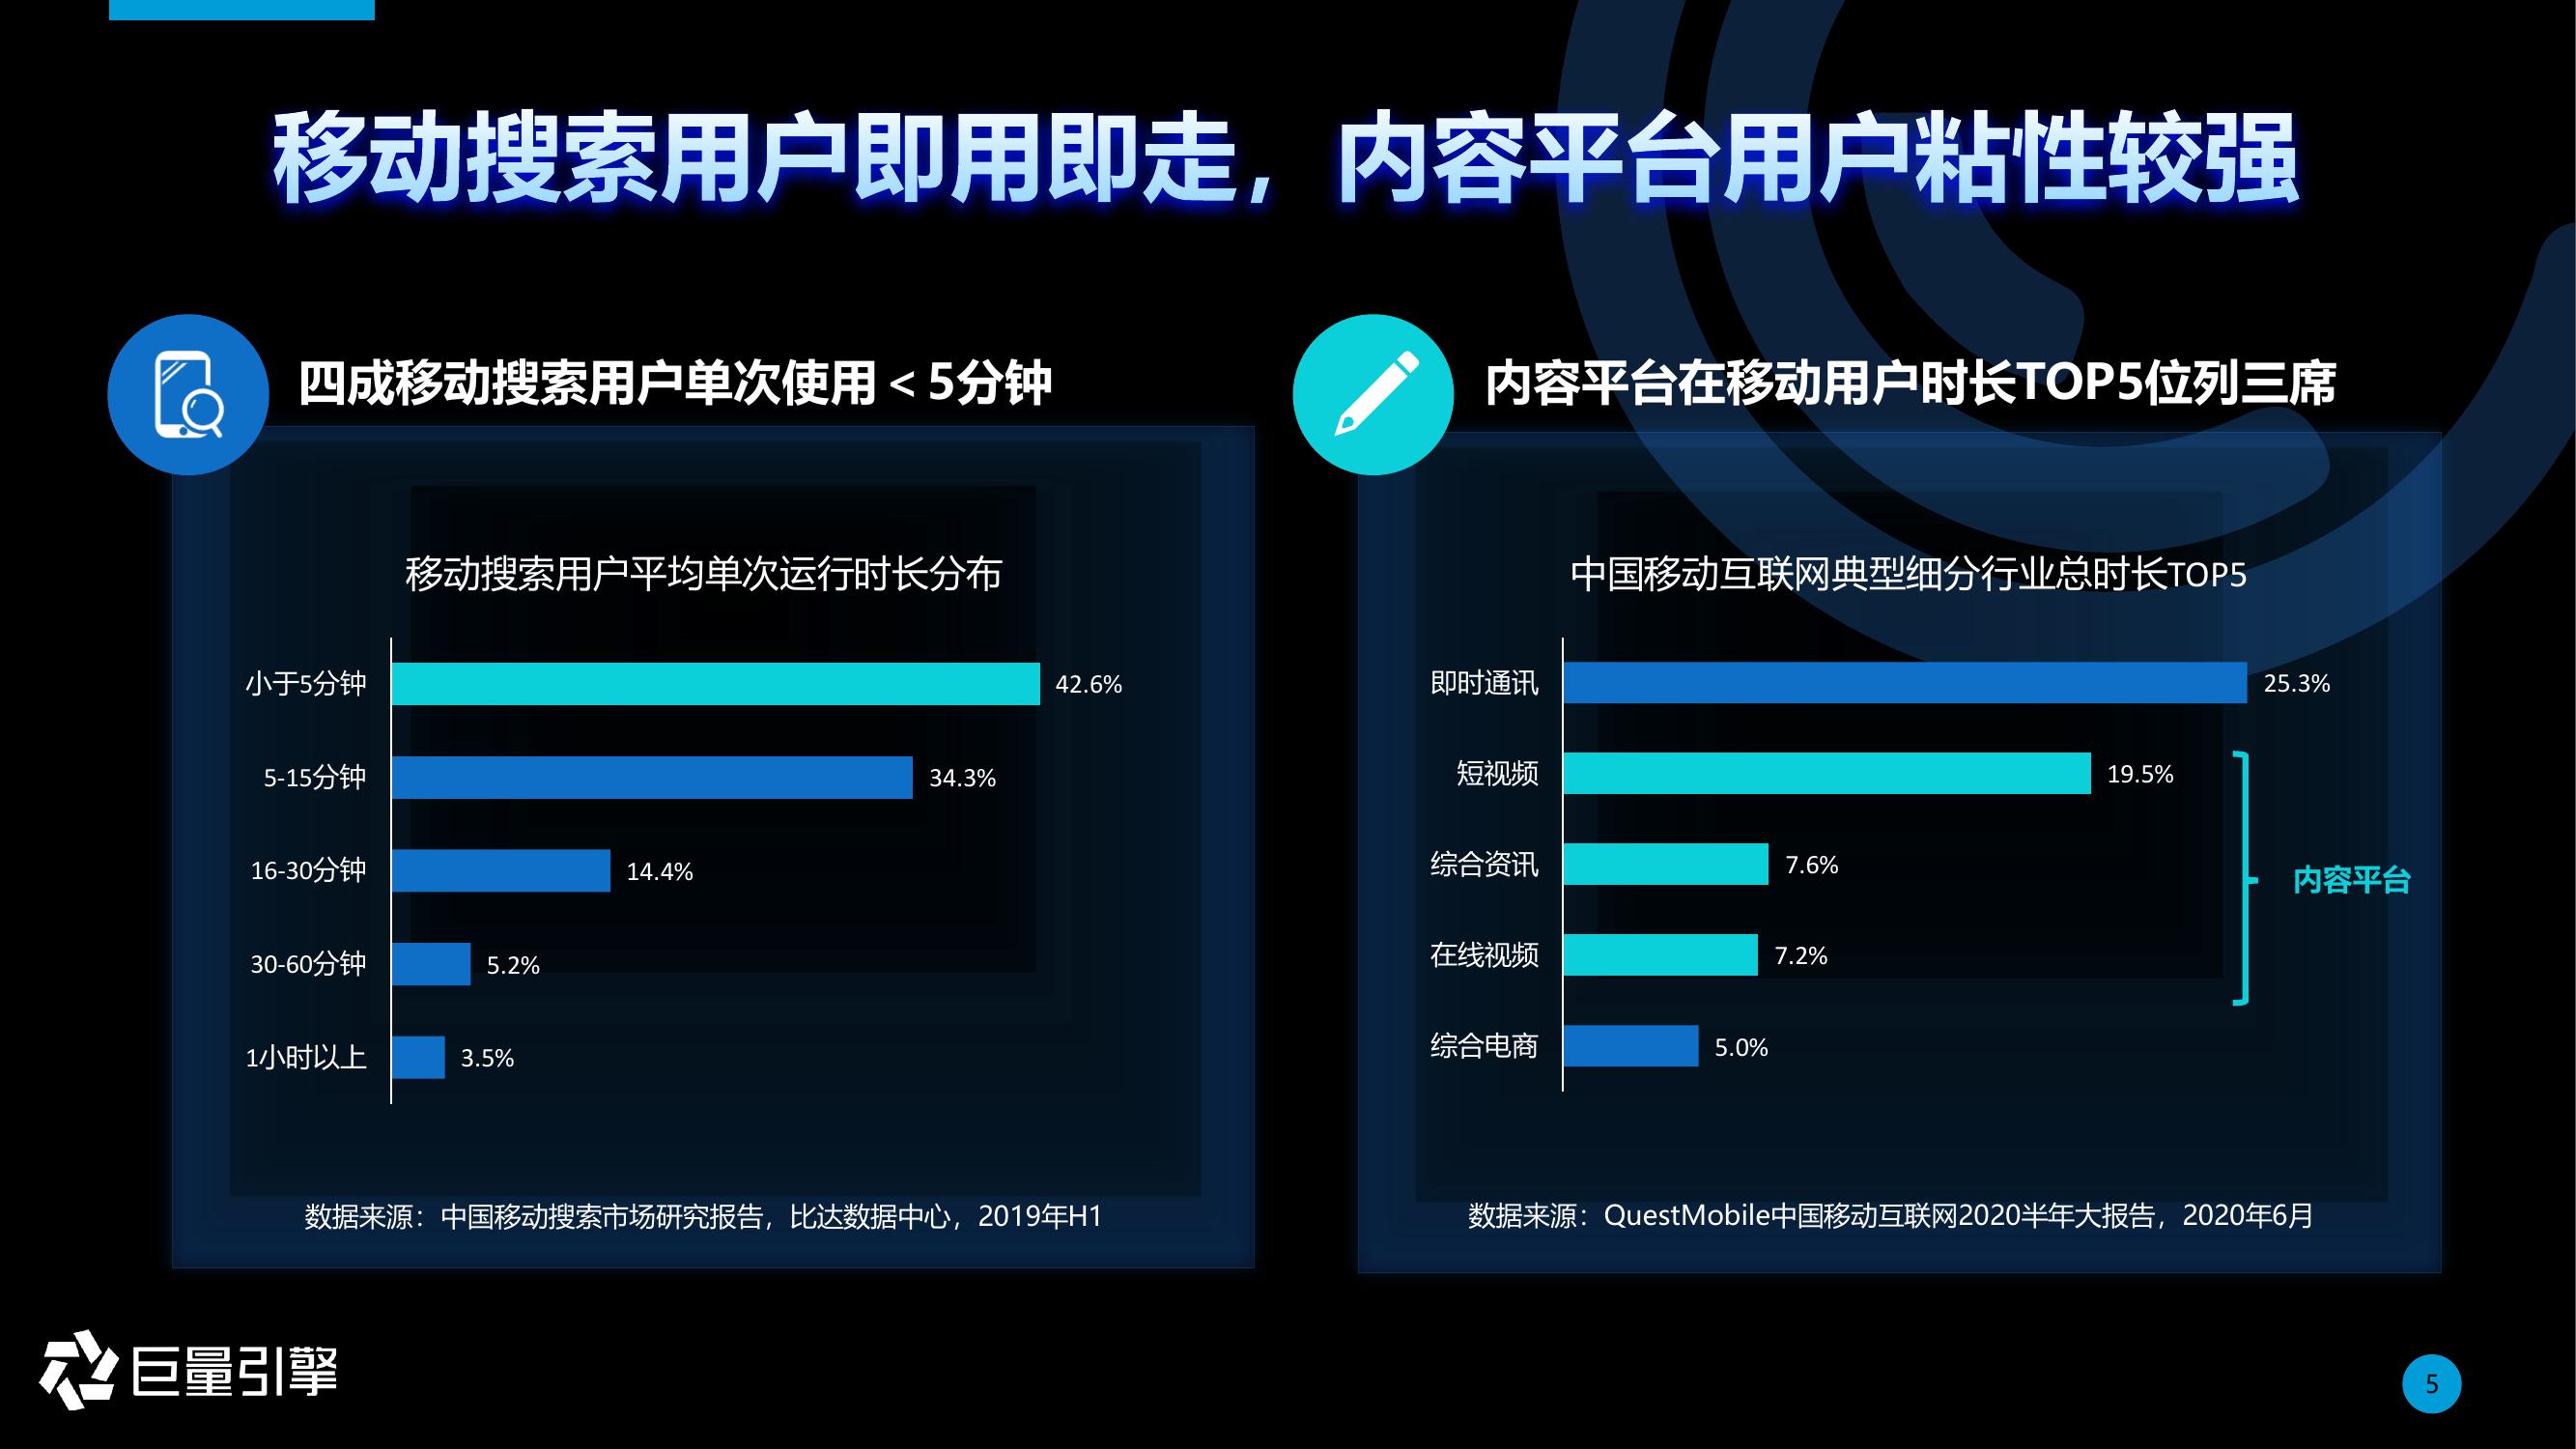 移动搜索用户即用即走，内容平台用户粘性较强
四成移动搜索用户单次使用 < 5分钟
移动搜索用户平均单次运行时长分布
小于5分钟 42.6%
5-15分钟 34.3%
16-30分钟 14.4%
30-60分钟 5.2%
1小时以上 3.5%
数据来源：中国移动搜索市场研究报告，比达数据中心，2019年H1
内容平台在移动用户时长TOP5位列三席
中国移动互联网典型细分行业总时长TOP5
即时通讯 25.3%
短视频 19.5%
综合资讯 7.6%
在线视频 7.2%
综合电商 5.0%
内容平台
数据来源：QuestMobile中国移动互联网2020半年大报告，2020年6月
巨量引擎
5